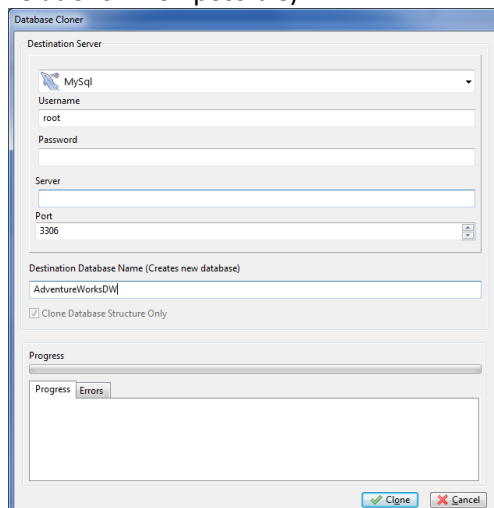 Database Cloner
Destination Server
MySql
Username
root
Password
Server
Port
3306
Destination Database Name (Creates new database)
AdventureWorksDW
Clone Database Structure Only
Progress
Progress Errors
Clone Cancel